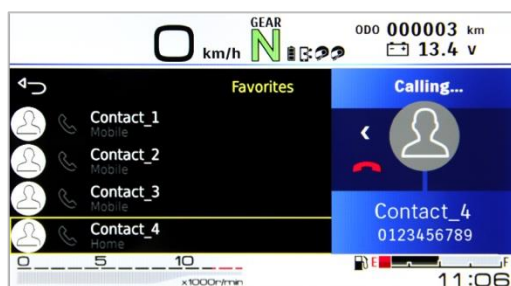 GEAR
0 km/h N ODO 000003 km
13.4 V
Favorites
Calling...
Contact_1
Mobile
Contact_2
Mobile
Contact_3
Mobile
Contact_4
Home
Contact_4
0123456789
0 5 10
x1000r/min
E F
11:06